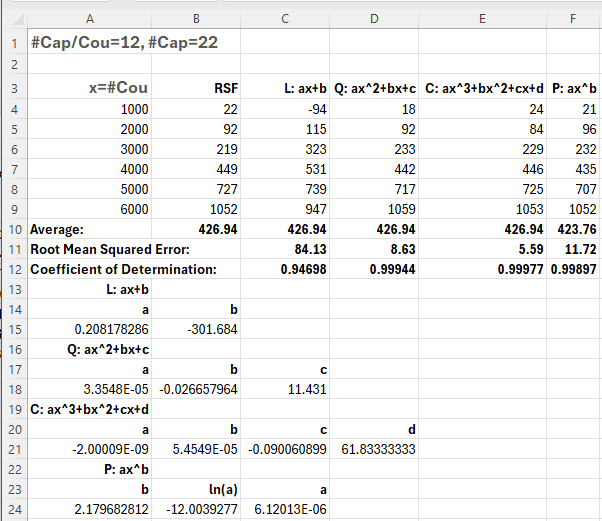 A B C D E F
1 #Cap/Cou=12, #Cap=22
2
3 x=#Cou RSF L: ax+b Q: ax^2+bx+c C: ax^3+bx^2+cx+d P: ax^b
4 1000 22 -94 18 24 21
5 2000 92 115 92 84 96
6 3000 219 323 233 229 232
7 4000 449 531 442 446 435
8 5000 727 739 717 725 707
9 6000 1052 947 1059 1053 1052
10 Average: 426.94 426.94 426.94 426.94 423.76
11 Root Mean Squared Error: 84.13 8.63 5.59 11.72
12 Coefficient of Determination: 0.94698 0.99944 0.99977 0.99897
13 L: ax+b
14 a b
15 0.208178286 -301.684
16 Q: ax^2+bx+c
17 a b c
18 3.3548E-05 -0.026657964 11.431
19 C: ax^3+bx^2+cx+d
20 a b c d
21 -2.00009E-09 5.4549E-05 -0.090060899 61.83333333
22 P: ax^b
23 b ln(a) a
24 2.179682812 -12.0039277 6.12013E-06